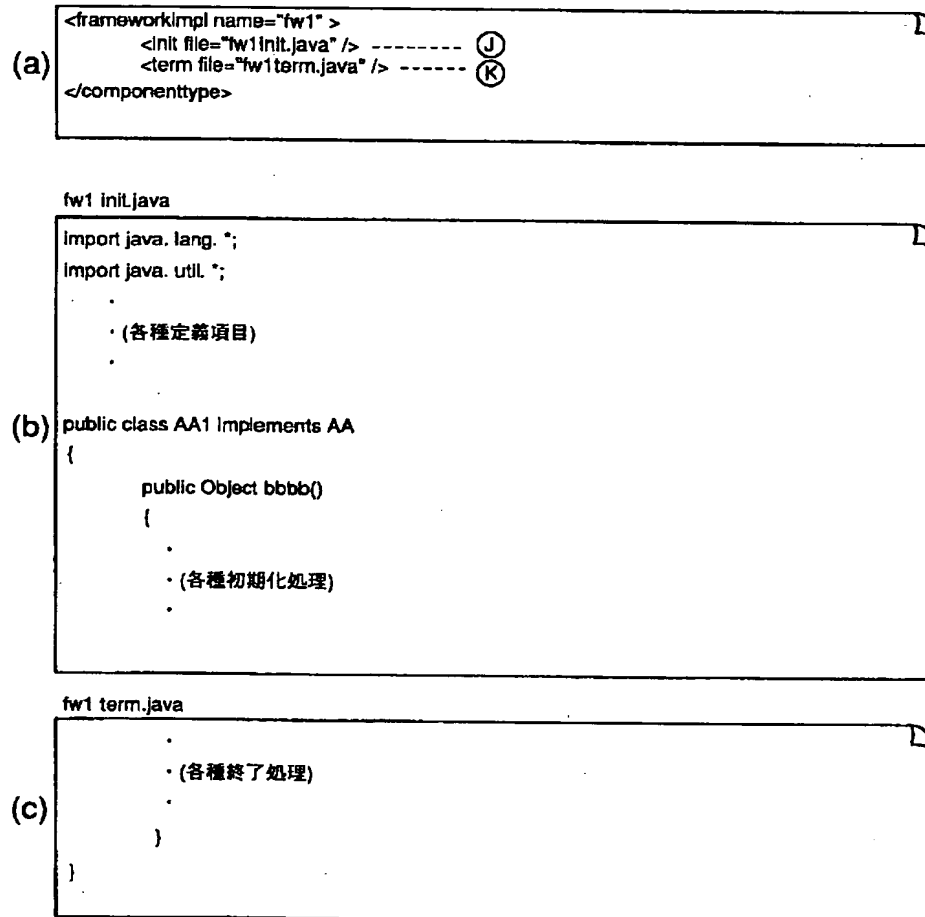 (a)
<frameworkimpl name="fw1" >
<init file="fw1init.java" /> -------- Ⓙ
<term file="fw1term.java" /> ------ Ⓚ
</componenttype>
fw1 init.java
(b)
import java. lang. *;
import java. util. *;
・
・(各種定義項目)
・
public class AA1 implements AA
{
public Object bbbb()
{
・
・(各種初期化処理)
・
fw1 term.java
(c)
・
・(各種終了処理)
・
}
}